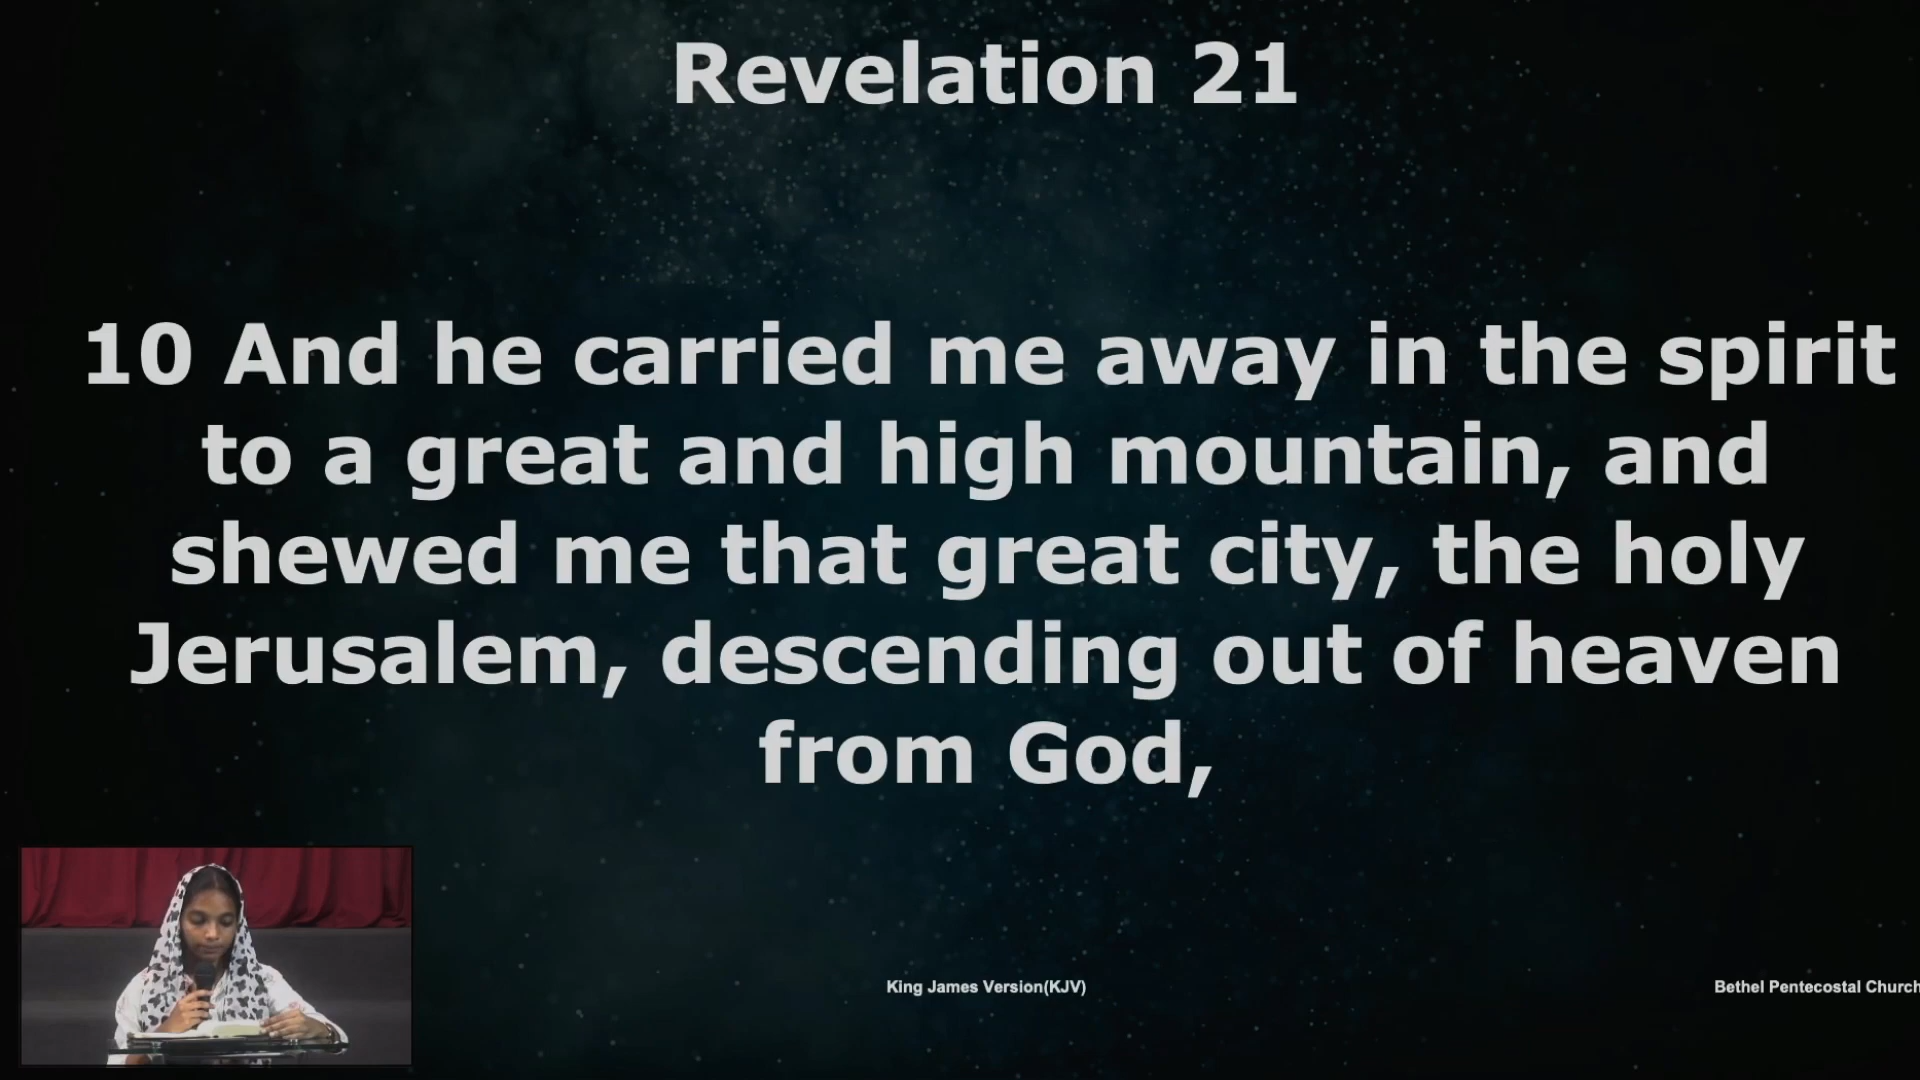 Revelation 21
10 And he carried me away in the spirit
to a great and high mountain, and
shewed me that great city, the holy
Jerusalem, descending out of heaven
from God,
King James Version(KJV)
Bethel Pentecostal Church